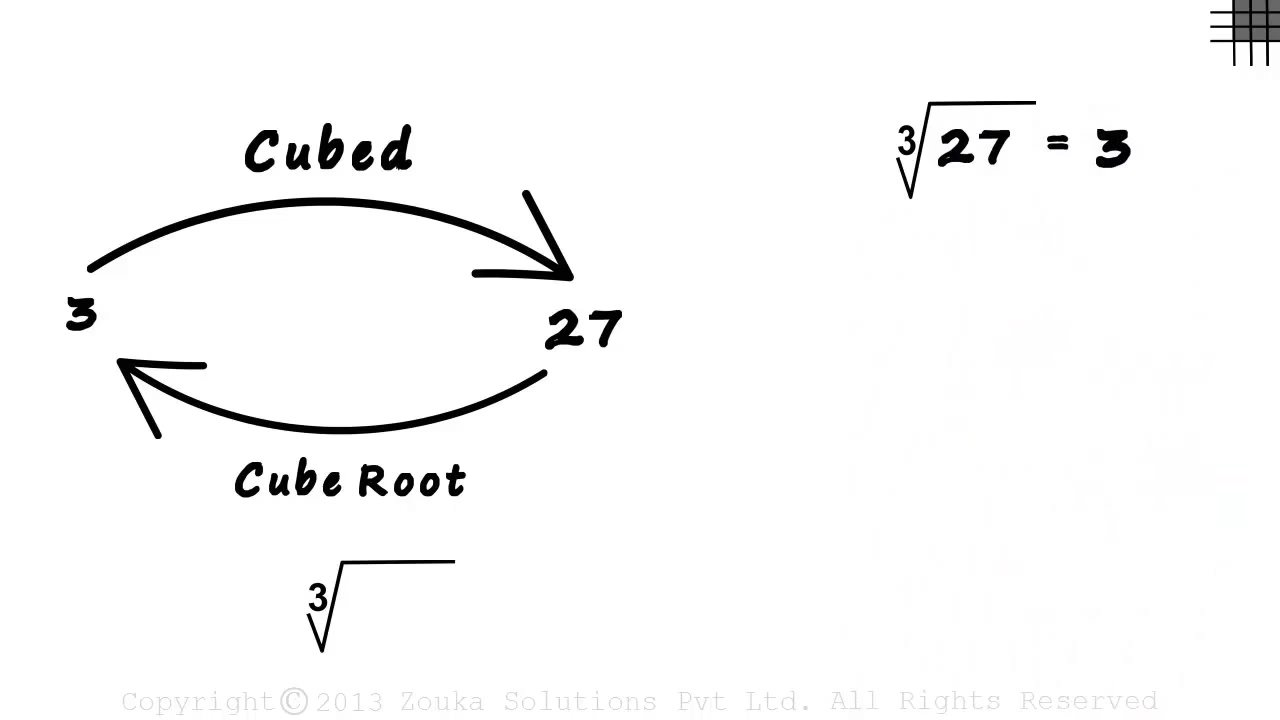 Cubed
3
27
Cube Root
∛
∛27 = 3
Copyright © 2013 Zouka Solutions Pvt Ltd. All Rights Reserved